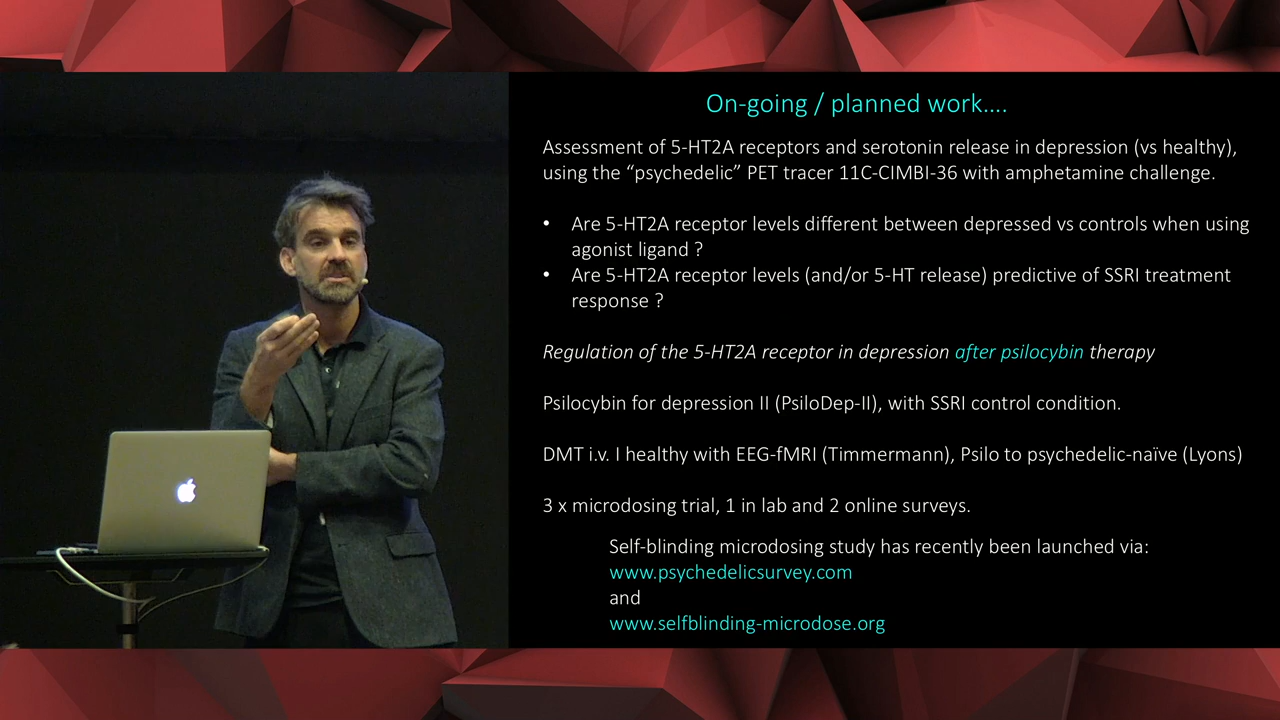 On-going / planned work....
Assessment of 5-HT2A receptors and serotonin release in depression (vs healthy),
using the “psychedelic” PET tracer 11C-CIMBI-36 with amphetamine challenge.
• Are 5-HT2A receptor levels different between depressed vs controls when using
agonist ligand ?
• Are 5-HT2A receptor levels (and/or 5-HT release) predictive of SSRI treatment
response ?
Regulation of the 5-HT2A receptor in depression after psilocybin therapy
Psilocybin for depression II (PsiloDep-II), with SSRI control condition.
DMT i.v. I healthy with EEG-fMRI (Timmermann), Psilo to psychedelic-naïve (Lyons)
3 x microdosing trial, 1 in lab and 2 online surveys.
Self-blinding microdosing study has recently been launched via:
www.psychedelicsurvey.com
and
www.selfblinding-microdose.org